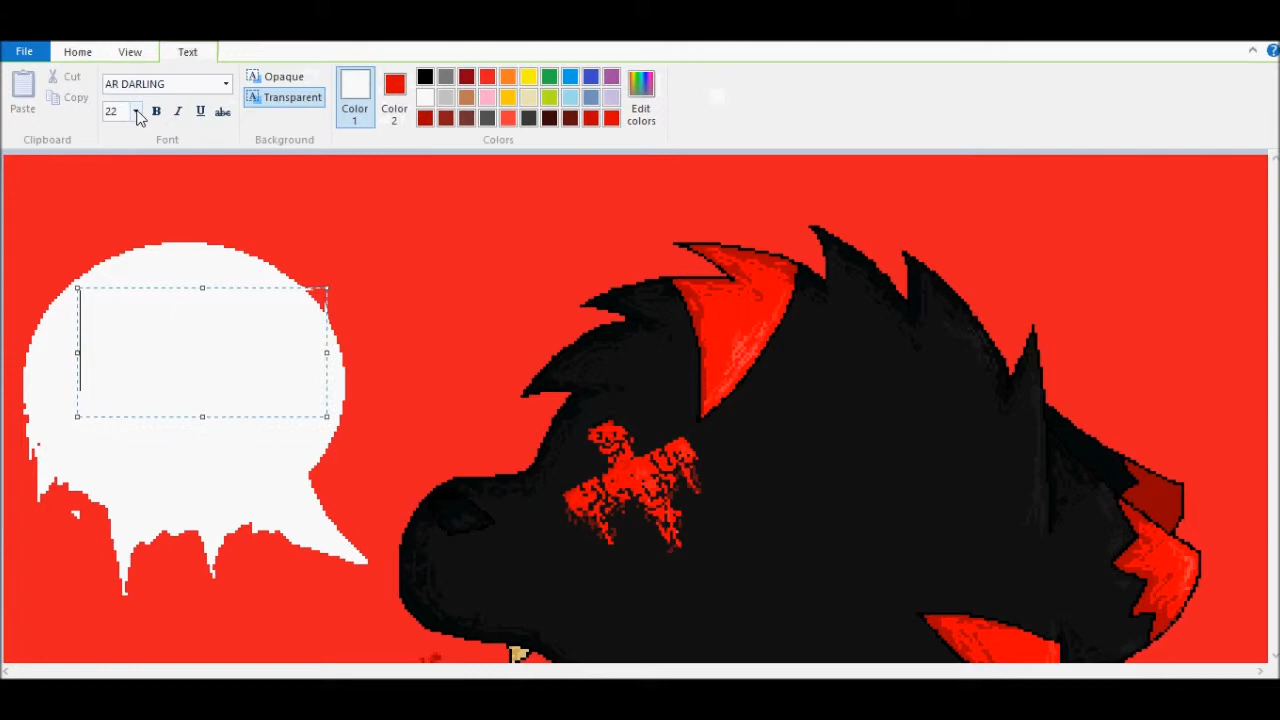 File Home View Text
Paste Cut Copy
Clipboard
AR DARLING
22 B I U abc
Font
A Opaque
A Transparent
Background
Color 1
Color 2
Edit colors
Colors